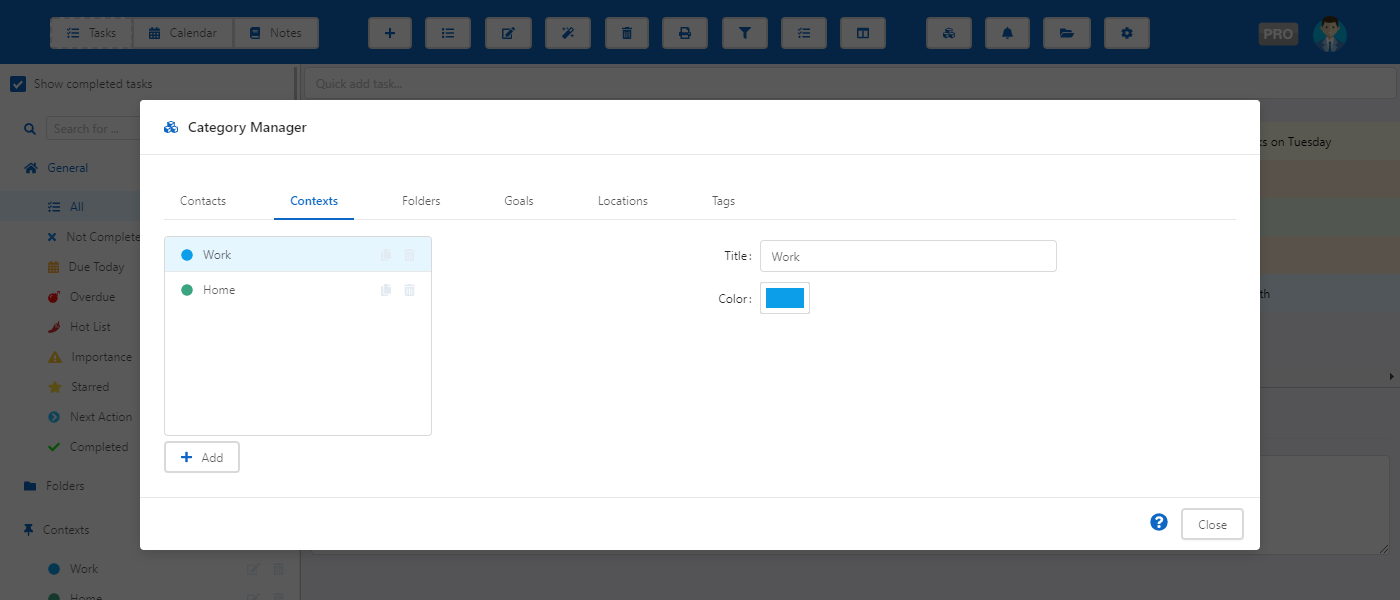 Tasks
Calendar
Notes
PRO
Show completed tasks
Quick add task...
Search for ...
General
All
Not Complete
Due Today
Overdue
Hot List
Importance
Starred
Next Action
Completed
Folders
Contexts
Work
Home
on Tuesday
Category Manager
Contacts
Contexts
Folders
Goals
Locations
Tags
Work
Home
Add
Title:
Work
Color:
Close